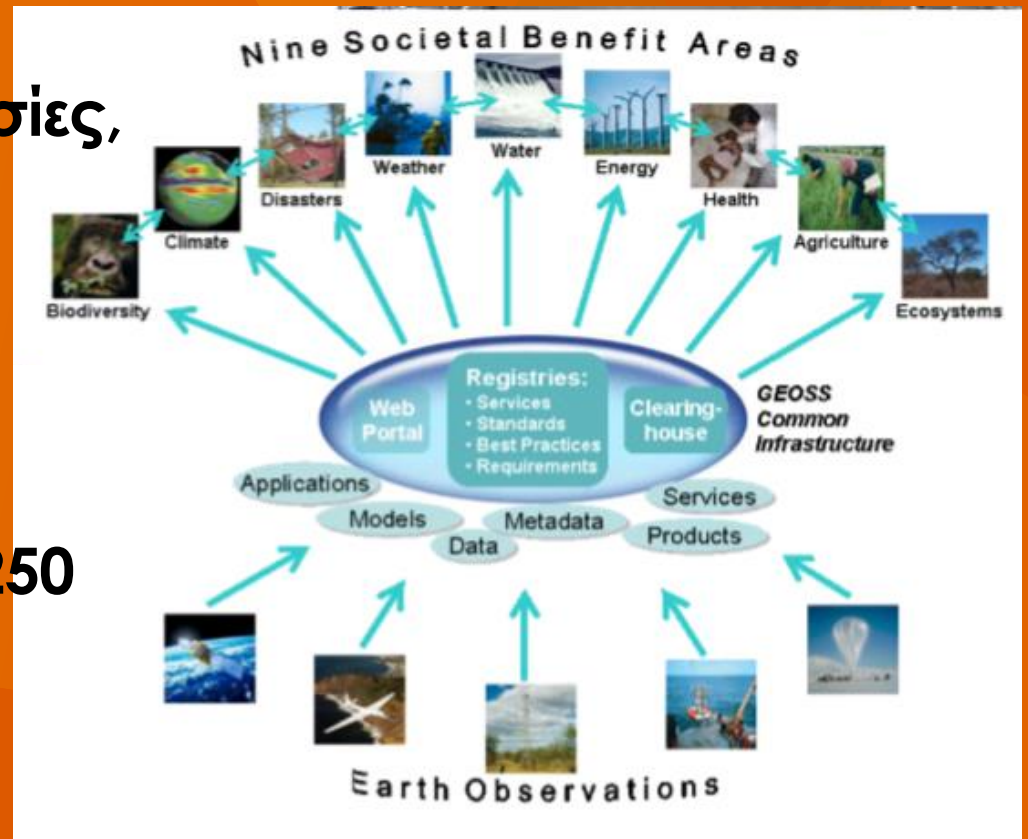 Nine Societal Benefit Areas
σίες,
Water
Weather
Energy
Disasters
Health
Climate
Agriculture
Biodiversity
Ecosystems
Registries:
• Services
• Standards
• Best Practices
• Requirements
Web
Portal
Clearing-
house
GEOSS
Common
Infrastructure
Applications
Models
Data
Metadata
Services
Products
250
Earth Observations